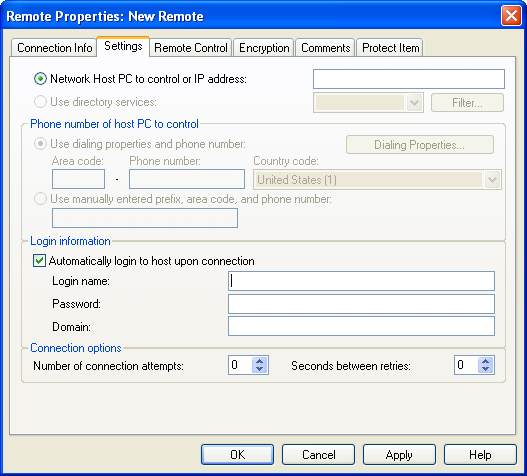 Remote Properties: New Remote
Connection Info Settings Remote Control Encryption Comments Protect Item
Network Host PC to control or IP address:
Use directory services: Filter...
Phone number of host PC to control
Use dialing properties and phone number: Dialing Properties...
Area code: Phone number: Country code:
- United States (1)
Use manually entered prefix, area code, and phone number:
Login information
Automatically login to host upon connection
Login name:
Password:
Domain:
Connection options
Number of connection attempts: 0 Seconds between retries: 0
OK Cancel Apply Help